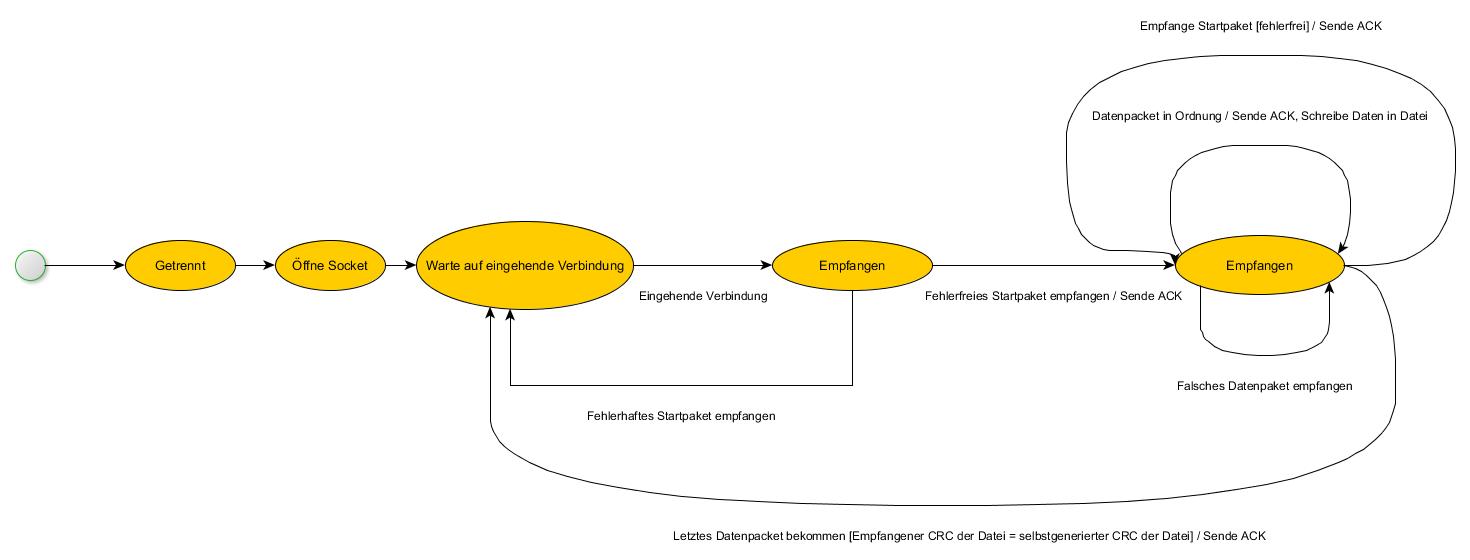 Empfange Startpaket [fehlerfrei] / Sende ACK
Datenpacket in Ordnung / Sende ACK, Schreibe Daten in Datei
Getrennt
Öffne Socket
Warte auf eingehende Verbindung
Empfangen
Empfangen
Eingehende Verbindung
Fehlerfreies Startpaket empfangen / Sende ACK
Falsches Datenpaket empfangen
Fehlerhaftes Startpaket empfangen
Letztes Datenpacket bekommen [Empfangener CRC der Datei = selbstgenerierter CRC der Datei] / Sende ACK